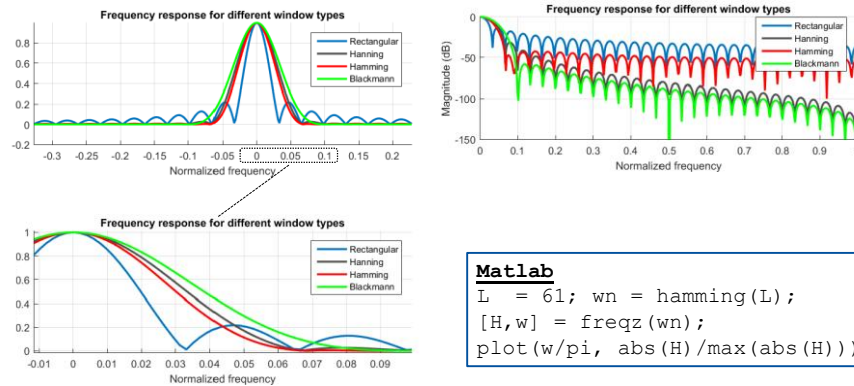 Frequency response for different window types
0.8
0.6
0.4
0.2
0
-0.2
Rectangular
Hanning
Hamming
Blackmann
-0.3 -0.25 -0.2 -0.15 -0.1 -0.05 0 0.05 0.1 0.15 0.2
Normalized frequency
Frequency response for different window types
Magnitude (dB)
0
-50
-100
-150
Rectangular
Hanning
Hamming
Blackmann
0 0.1 0.2 0.3 0.4 0.5 0.6 0.7 0.8 0.9
Normalized frequency
Frequency response for different window types
1
0.8
0.6
0.4
0.2
0
Rectangular
Hanning
Hamming
Blackmann
-0.01 0 0.01 0.02 0.03 0.04 0.05 0.06 0.07 0.08 0.09
Normalized frequency
Matlab
L = 61; wn = hamming(L);
[H,w] = freqz(wn);
plot(w/pi, abs(H)/max(abs(H)))